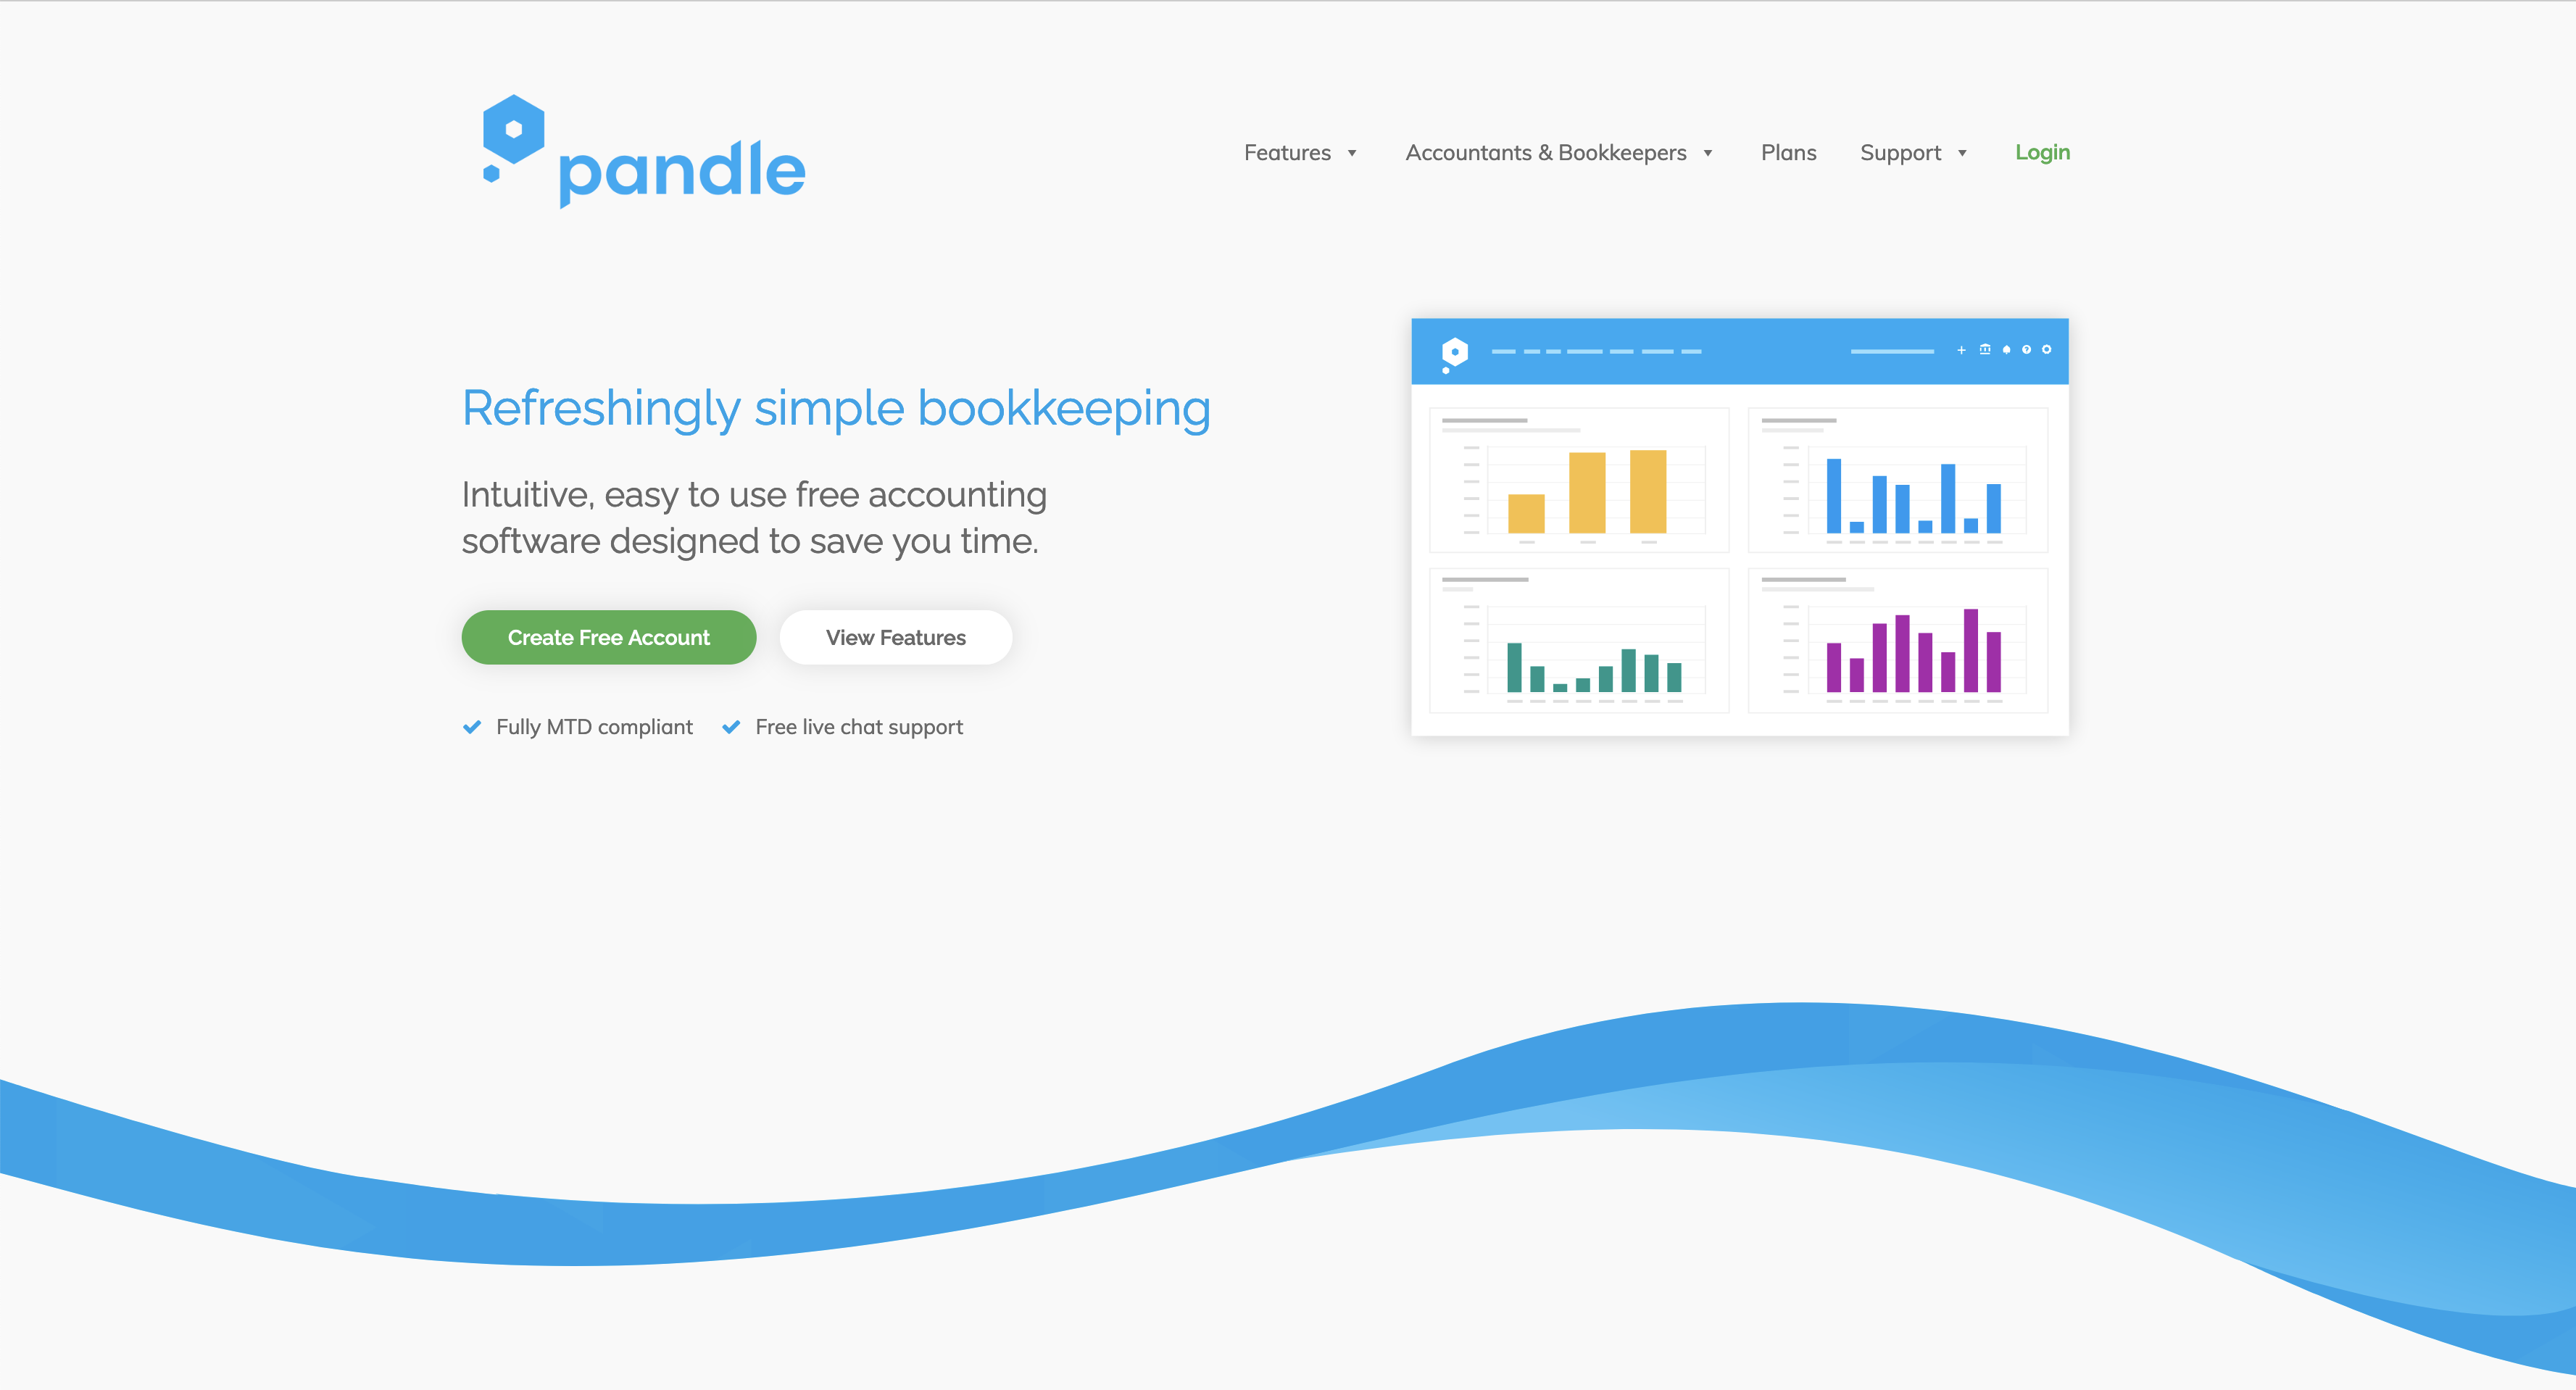 pandle
Features
Accountants & Bookkeepers
Plans
Support
Login
Refreshingly simple bookkeeping
Intuitive, easy to use free accounting
software designed to save you time.
Create Free Account
View Features
Fully MTD compliant
Free live chat support